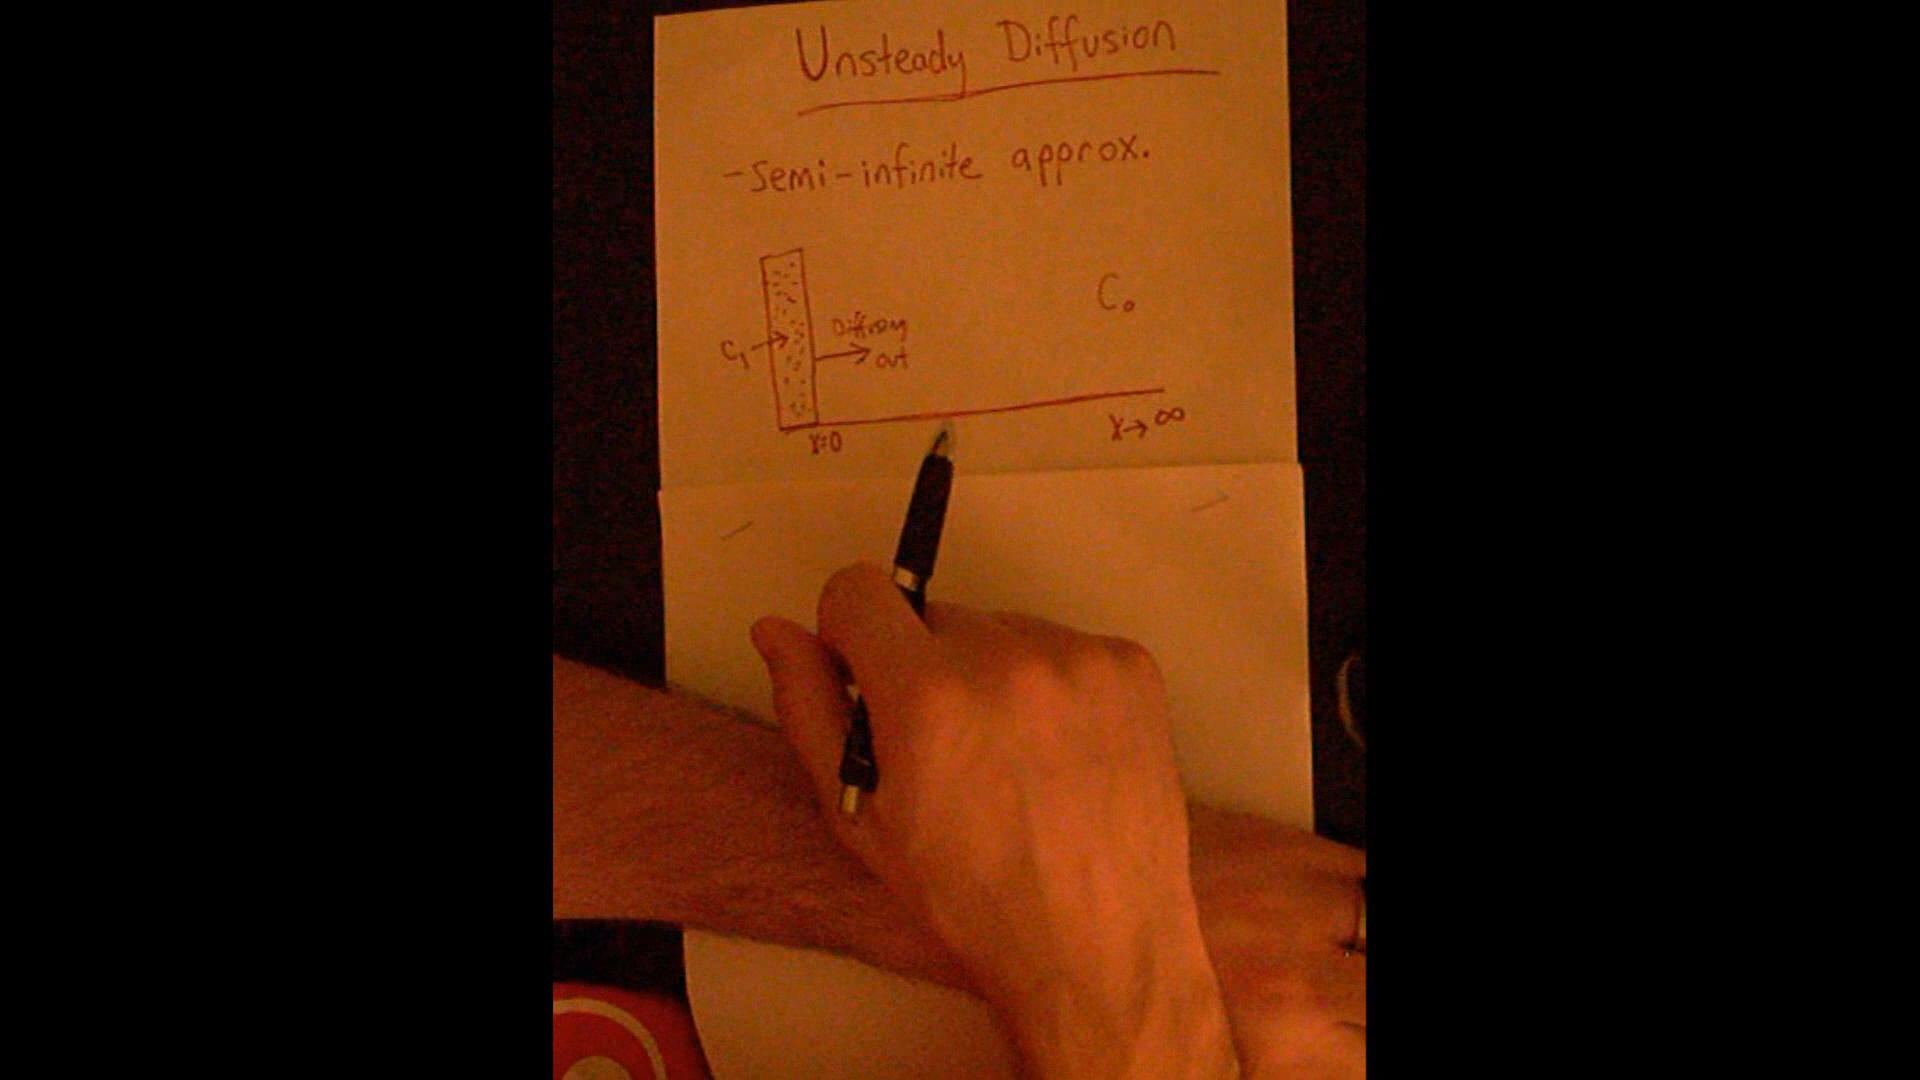 Unsteady Diffusion
- Semi-infinite approx.
C₀
Diffusing
out
C₁
X=0
X→∞